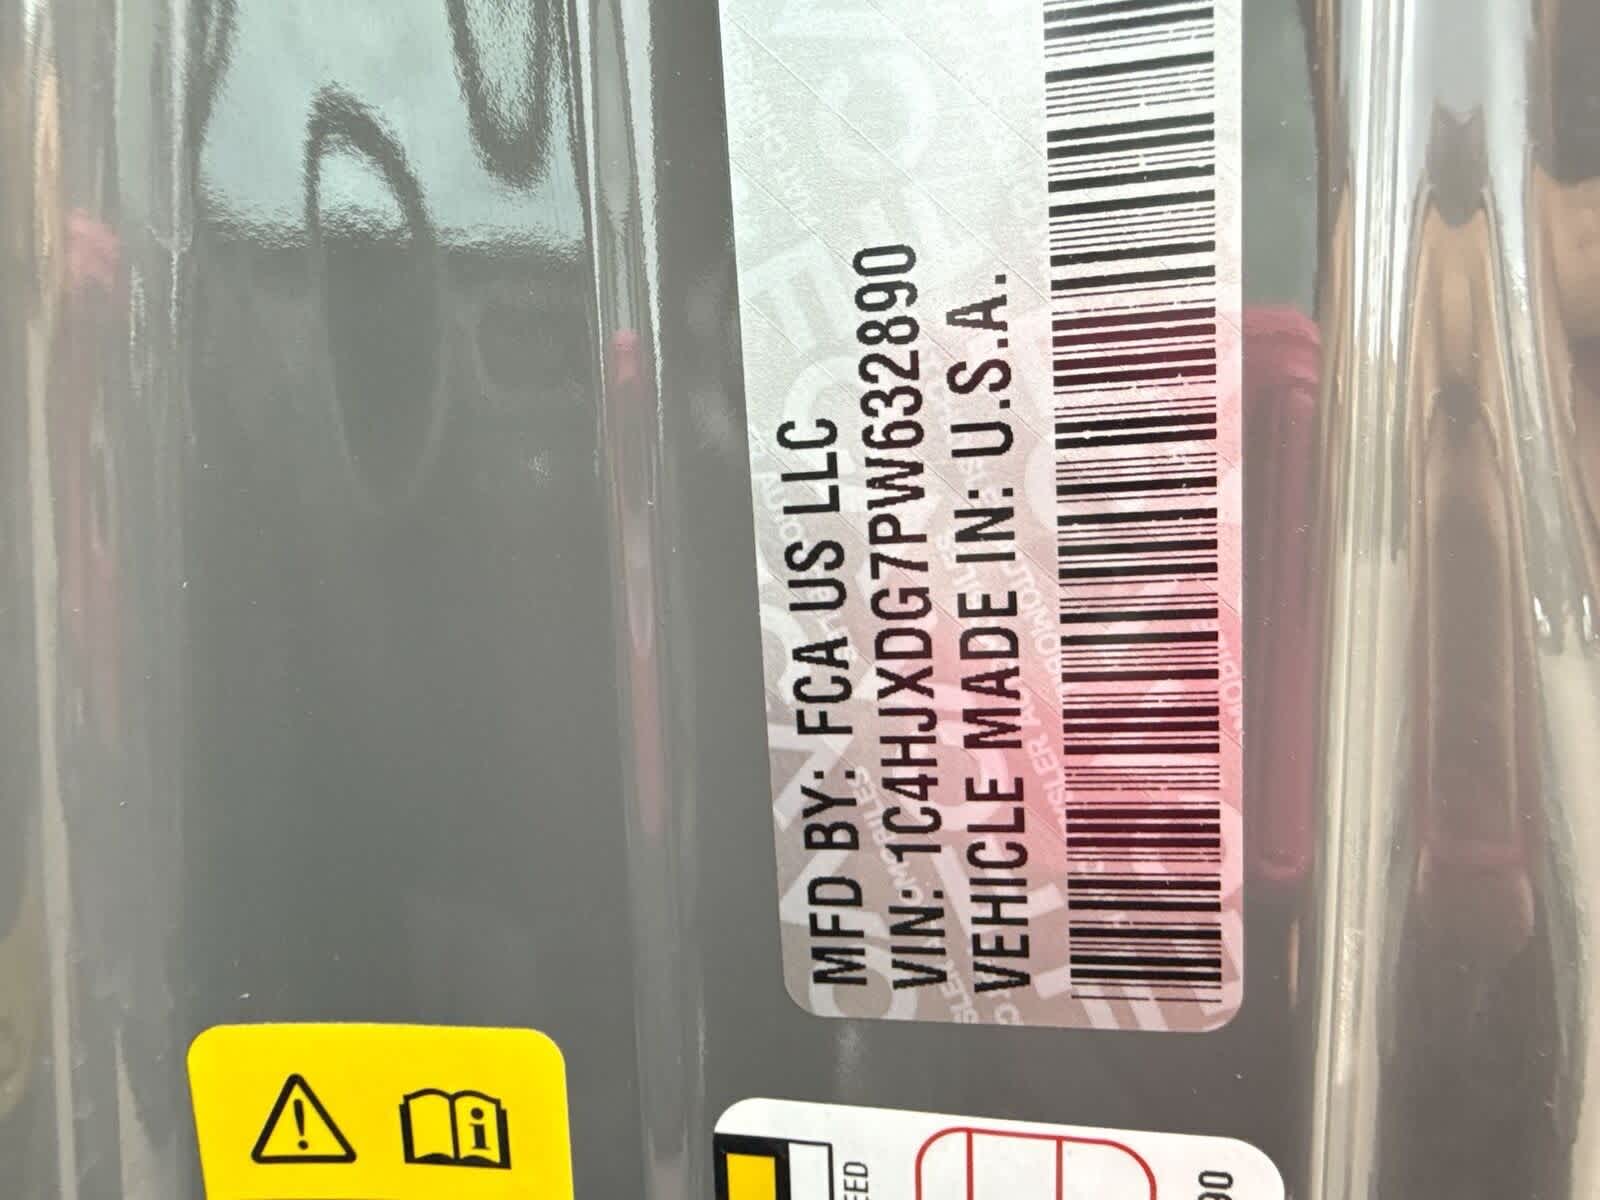 MFD BY: FCA US LLC
VIN: 1C4HJXDG7PW632890
VEHICLE MADE IN: U.S.A.